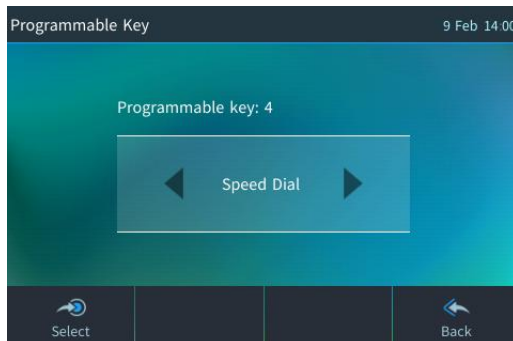 Programmable Key 9 Feb 14:00
Programmable key: 4
Speed Dial
Select Back